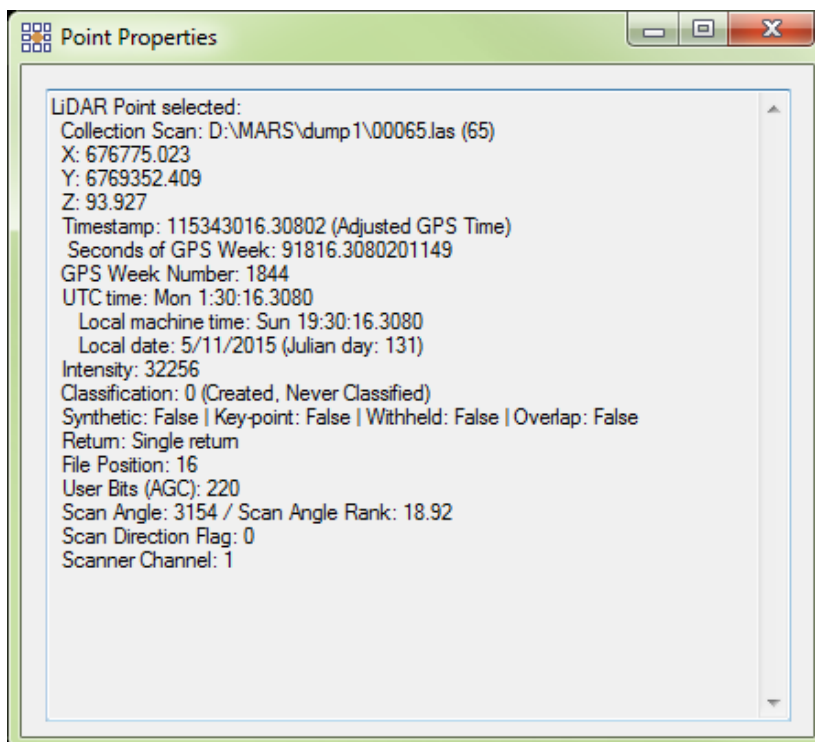 Point Properties
LiDAR Point selected:
Collection Scan: D:\MARS\dump1\00065.las (65)
X: 676775.023
Y: 6769352.409
Z: 93.927
Timestamp: 115343016.30802 (Adjusted GPS Time)
Seconds of GPS Week: 91816.3080201149
GPS Week Number: 1844
UTC time: Mon 1:30:16.3080
Local machine time: Sun 19:30:16.3080
Local date: 5/11/2015 (Julian day: 131)
Intensity: 32256
Classification: 0 (Created, Never Classified)
Synthetic: False | Key-point: False | Withheld: False | Overlap: False
Return: Single return
File Position: 16
User Bits (AGC): 220
Scan Angle: 3154 / Scan Angle Rank: 18.92
Scan Direction Flag: 0
Scanner Channel: 1